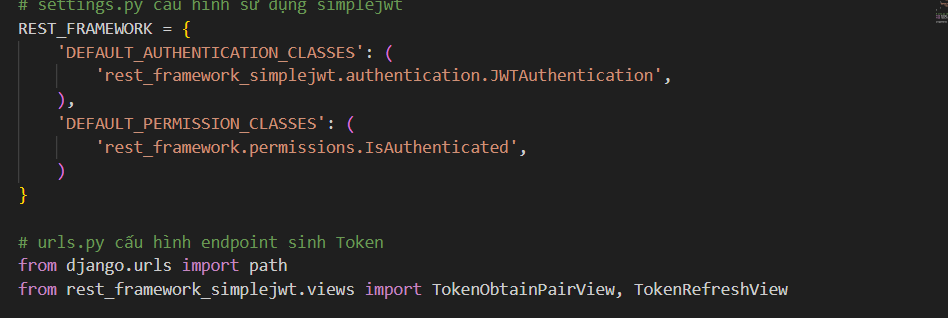 # settings.py cấu hình sử dụng simplejwt
REST_FRAMEWORK = {
    'DEFAULT_AUTHENTICATION_CLASSES': (
        'rest_framework_simplejwt.authentication.JWTAuthentication',
    ),
    'DEFAULT_PERMISSION_CLASSES': (
        'rest_framework.permissions.IsAuthenticated',
    )
}
# urls.py cấu hình endpoint sinh Token
from django.urls import path
from rest_framework_simplejwt.views import TokenObtainPairView, TokenRefreshView